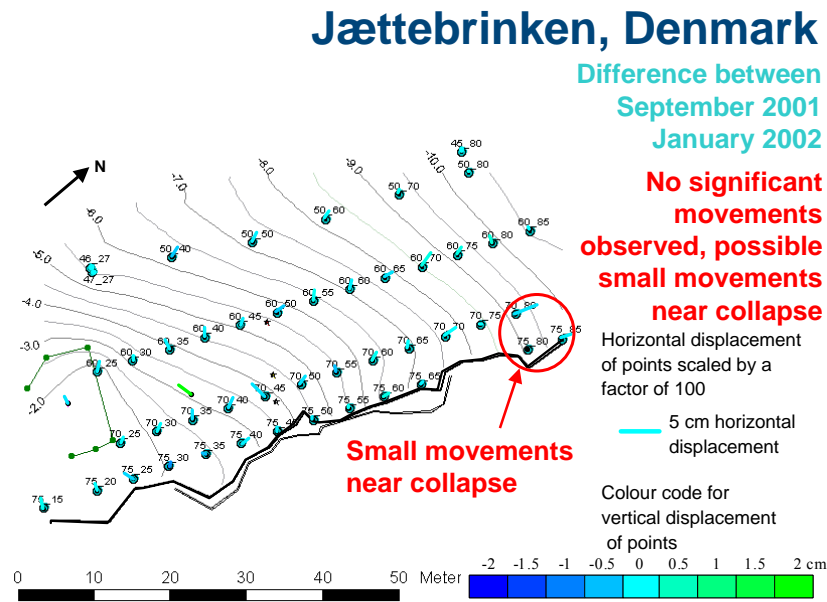 Jættebrinken, Denmark
Difference between
September 2001
January 2002
No significant
movements
observed, possible
small movements
near collapse
Horizontal displacement
of points scaled by a
factor of 100
5 cm horizontal
displacement
Colour code for
vertical displacement
of points
-2 -1.5 -1 -0.5 0 0.5 1 1.5 2 cm
Small movements
near collapse
N
-10.0
-9.0
-8.0
-7.0
-6.0
-5.0
-4.0
-3.0
-2.0
45_80
50_80
50_70
50_60
50_50
50_40
46_27
47_27
60_85
60_80
60_75
60_70
60_65
60_60
60_55
60_50
60_45
60_40
60_35
60_30
60_25
70_80
70_75
70_70
70_65
70_60
70_55
70_50
70_45
70_40
70_35
70_30
70_25
75_85
75_80
75_65
75_60
75_55
75_50
75_45
75_40
75_35
75_30
75_25
75_20
75_15
0 10 20 30 40 50 Meter